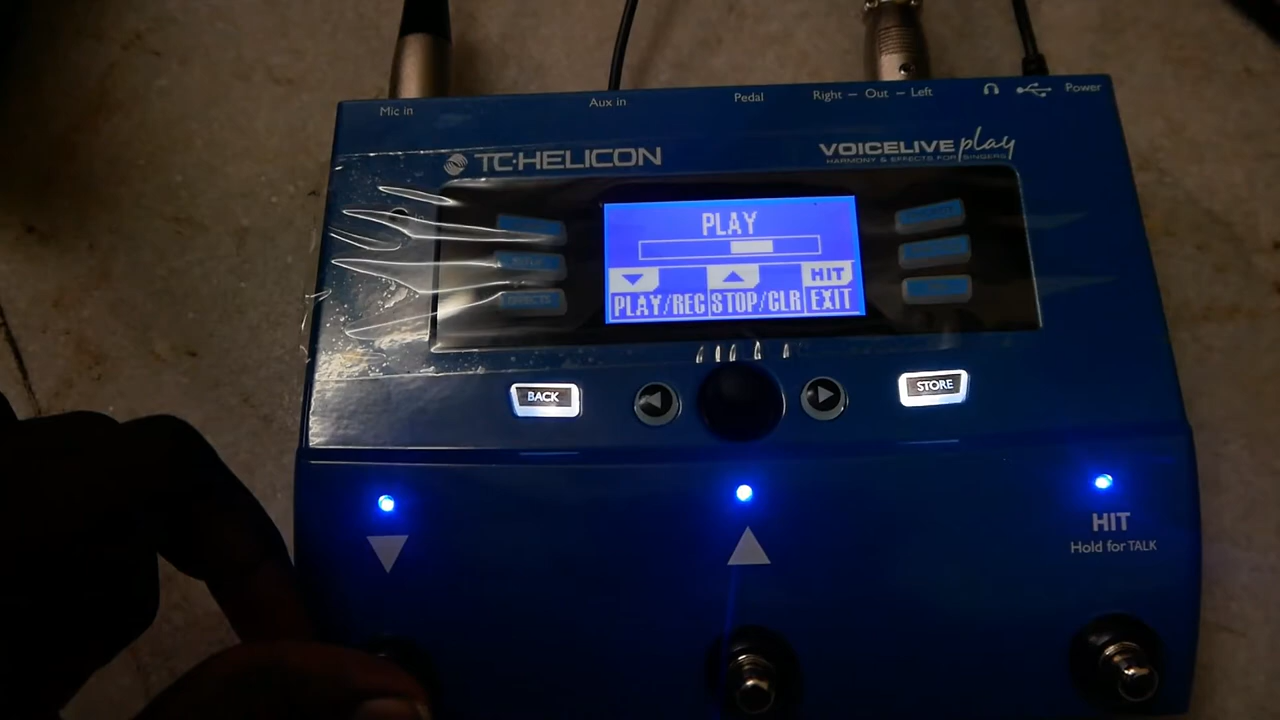 Mic in
Aux in
Pedal
Right — Out — Left
Power
TC·HELICON
VOICELIVE play
HARMONY & EFFECTS FOR SINGERS
PLAY
HIT
PLAY/REC STOP/CLR EXIT
EFFECTS
BACK
STORE
HIT
Hold for TALK